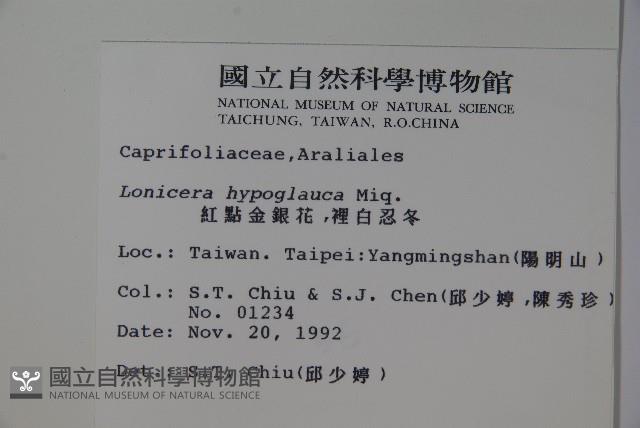 國立自然科學博物館
NATIONAL MUSEUM OF NATURAL SCIENCE
TAICHUNG, TAIWAN, R.O.CHINA
Caprifoliaceae,Araliales
Lonicera hypoglauca Miq.
紅點金銀花,裡白忍冬
Loc.: Taiwan. Taipei:Yangmingshan(陽明山)
Col.: S.T. Chiu & S.J. Chen(邱少婷,陳秀珍)
No. 01234
Date: Nov. 20, 1992
Det.: S.T. Chiu(邱少婷)
國立自然科學博物館
NATIONAL MUSEUM OF NATURAL SCIENCE